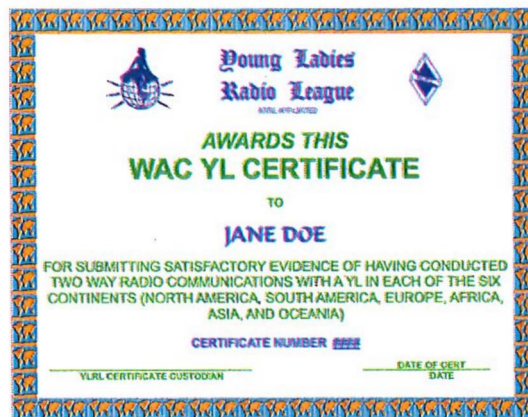 Young Ladies
Radio League
ARRL AFFILIATED
AWARDS THIS
WAC YL CERTIFICATE
TO
JANE DOE
FOR SUBMITTING SATISFACTORY EVIDENCE OF HAVING CONDUCTED
TWO WAY RADIO COMMUNICATIONS WITH A YL IN EACH OF THE SIX
CONTINENTS (NORTH AMERICA, SOUTH AMERICA, EUROPE, AFRICA,
ASIA, AND OCEANIA)
CERTIFICATE NUMBER ####
DATE OF CERT
YLRL CERTIFICATE CUSTODIAN DATE